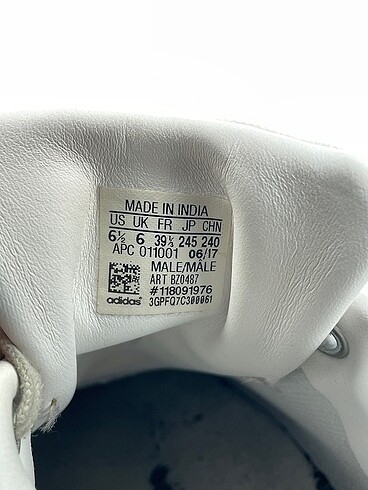 MADE IN INDIA
US UK FR JP CHN
6½ 6 39⅓ 245 240
APC 011001 06/17
MALE/MÂLE
ART BZ0487
#118091976
adidas 3GPFQ7C300061